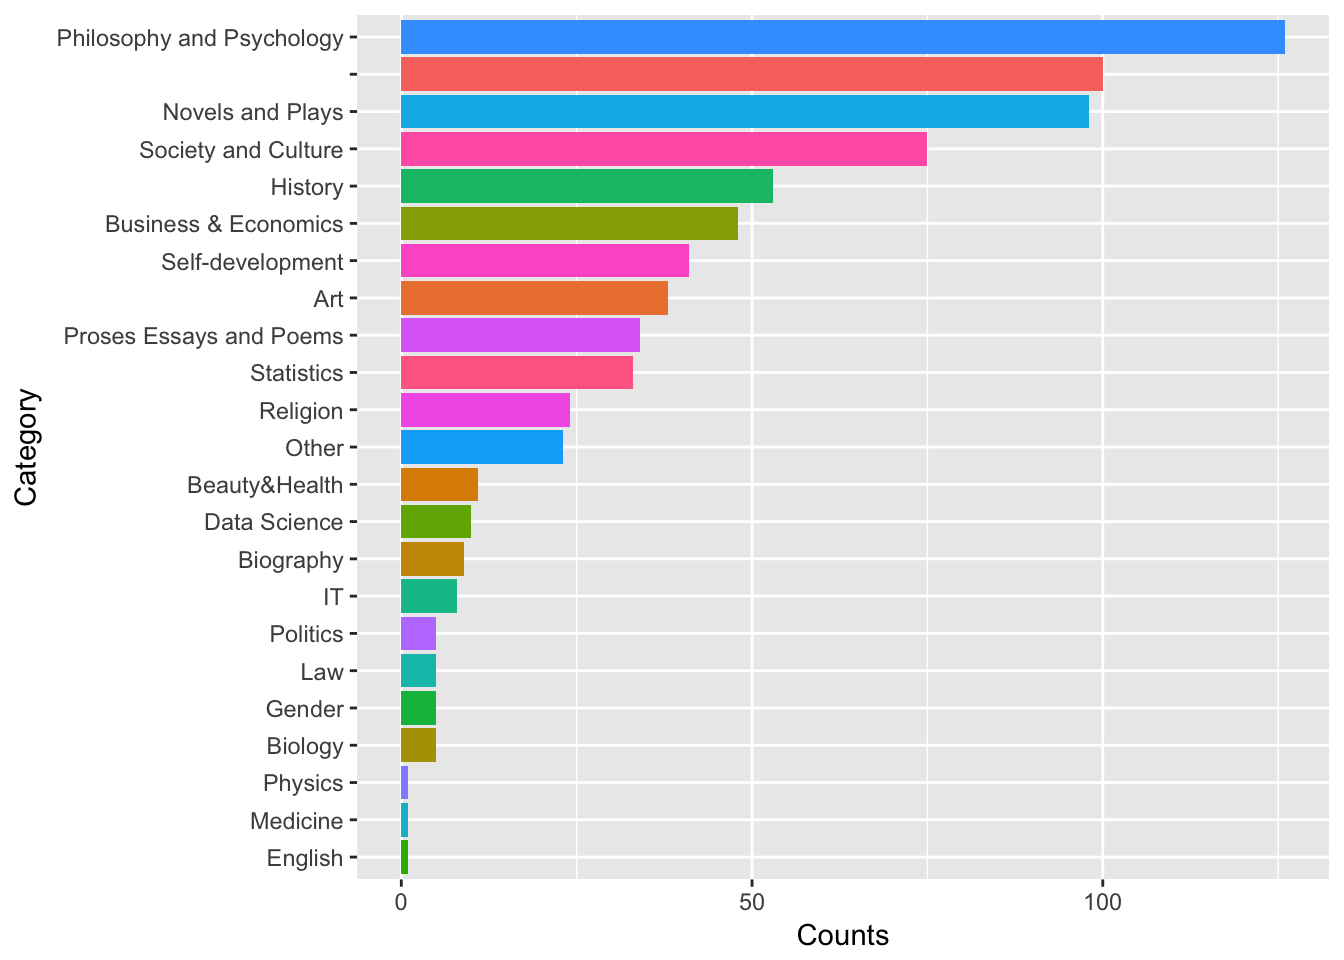 Philosophy and Psychology
Novels and Plays
Society and Culture
History
Business & Economics
Self-development
Art
Proses Essays and Poems
Statistics
Religion
Other
Beauty&Health
Data Science
Biography
IT
Politics
Law
Gender
Biology
Physics
Medicine
English
Category
0 50 100
Counts